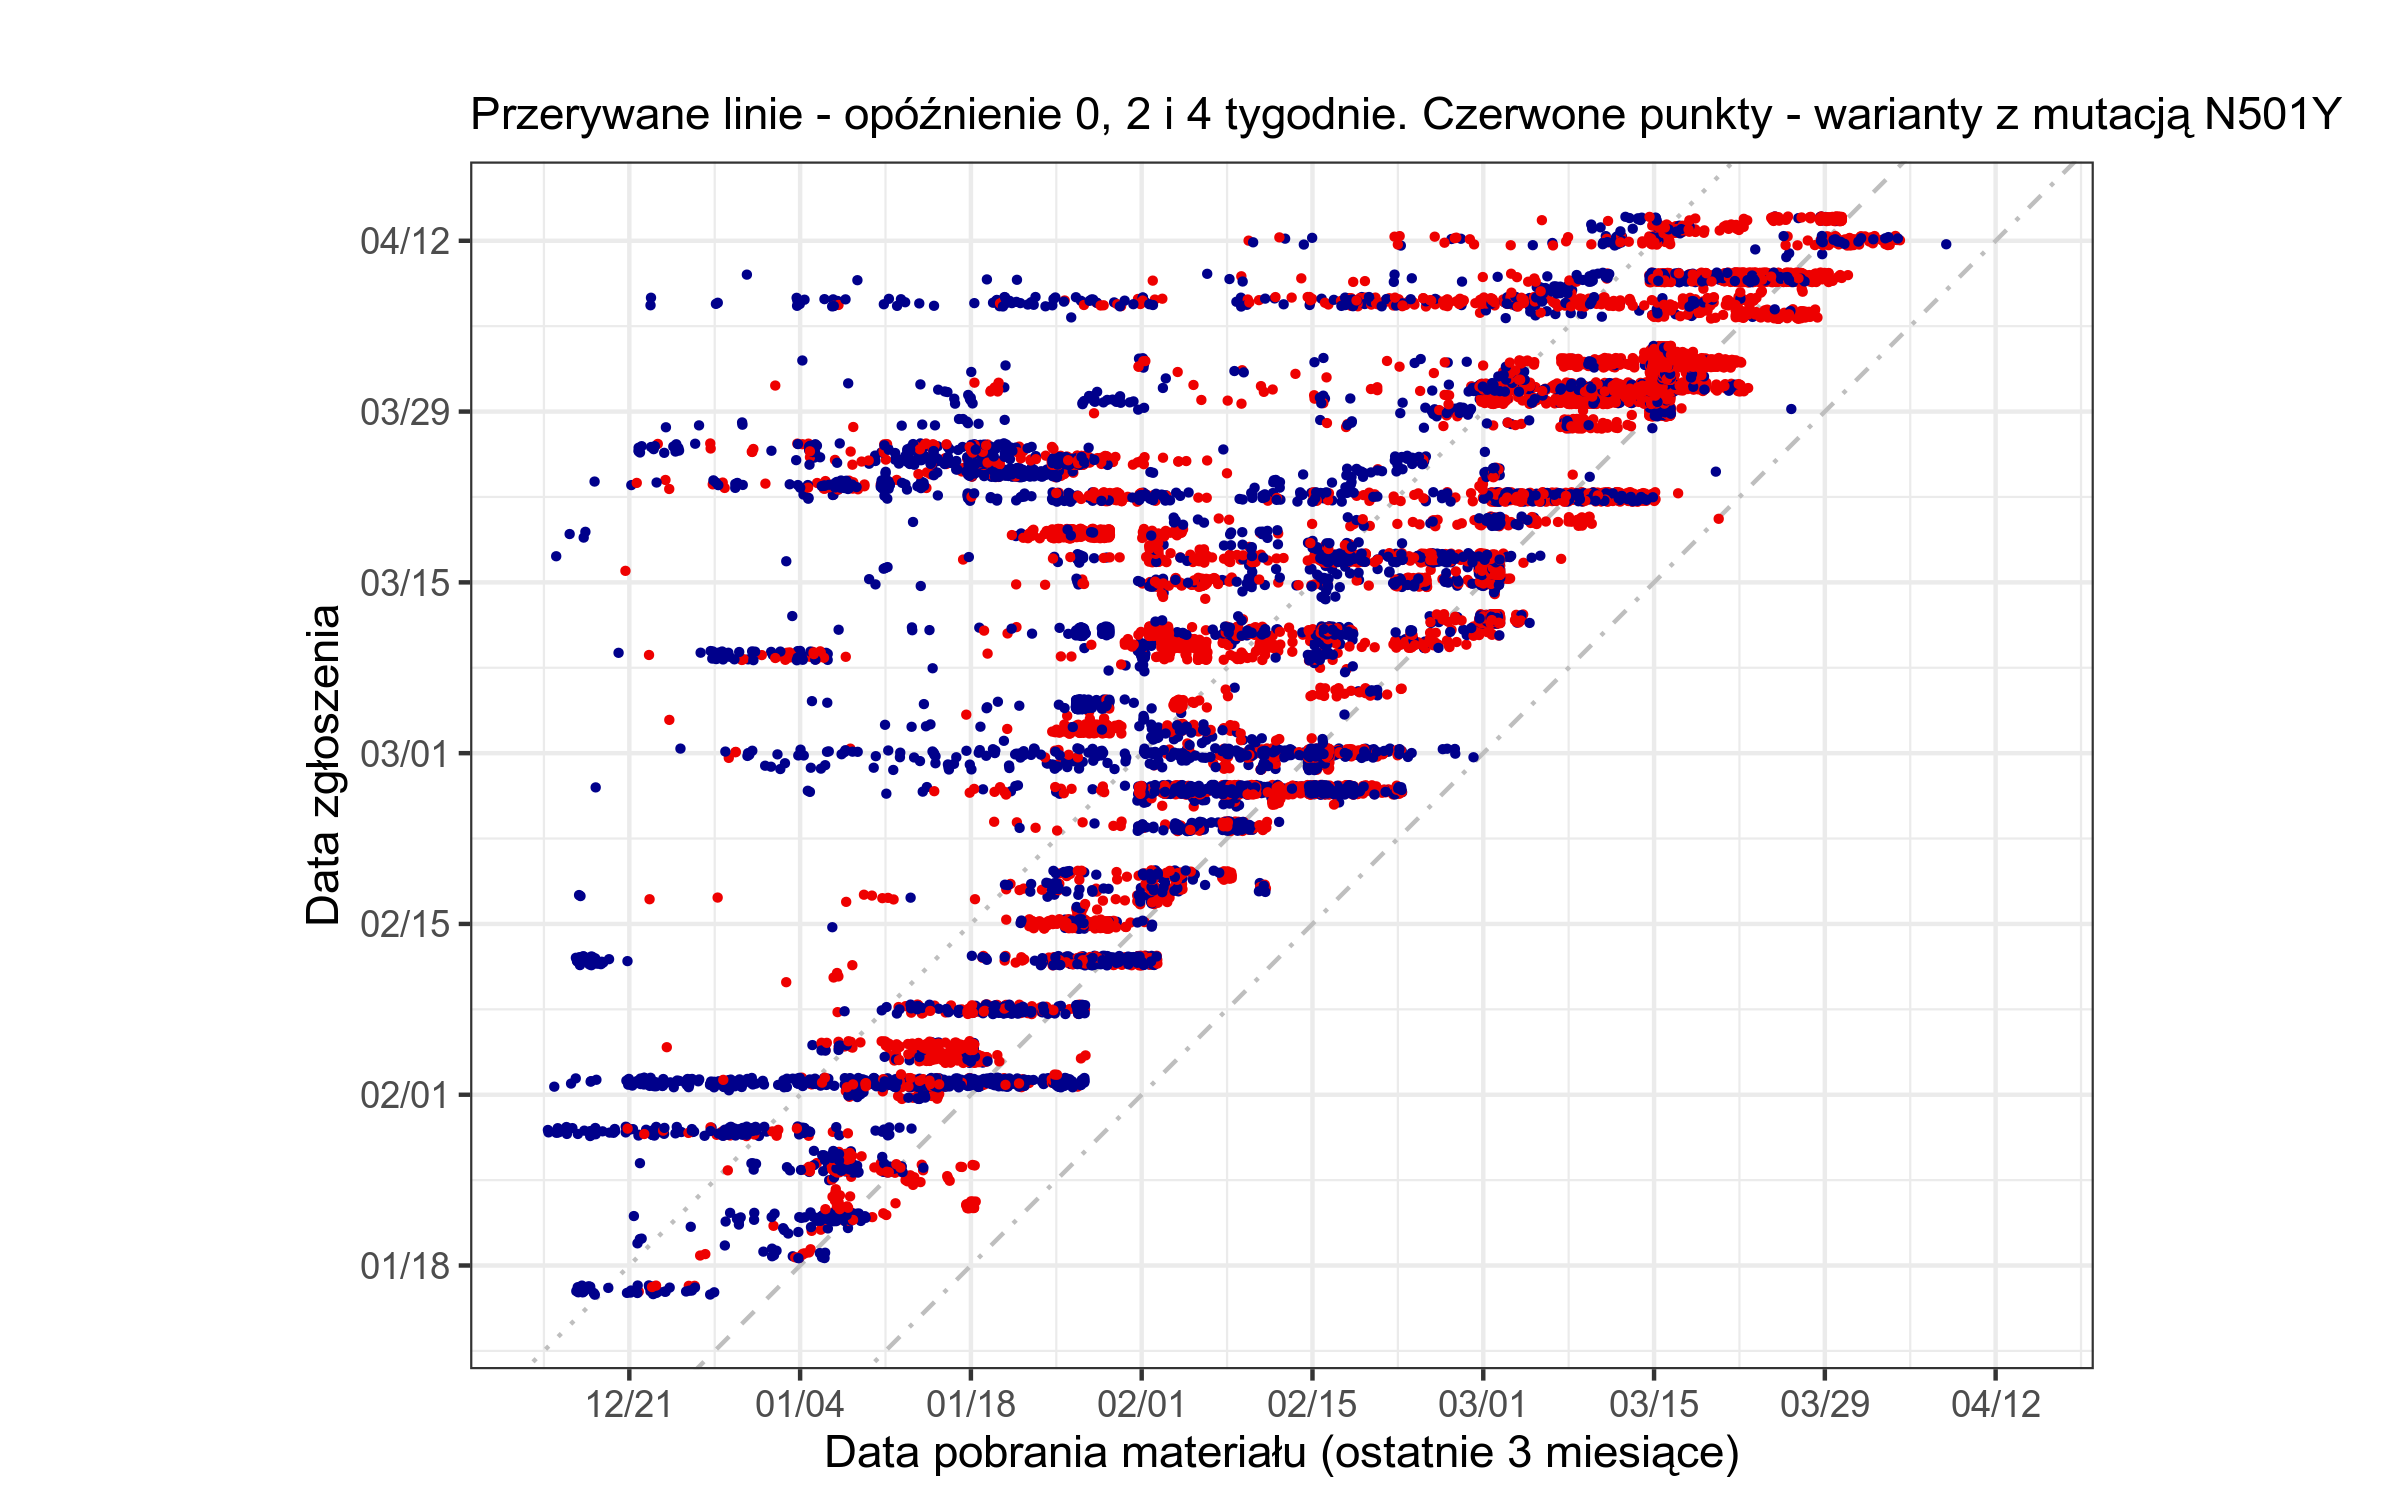 Przerywane linie - opóźnienie 0, 2 i 4 tygodnie. Czerwone punkty - warianty z mutacją N501Y
Data zgłoszenia
04/12
03/29
03/15
03/01
02/15
02/01
01/18
12/21 01/04 01/18 02/01 02/15 03/01 03/15 03/29 04/12
Data pobrania materiału (ostatnie 3 miesiące)